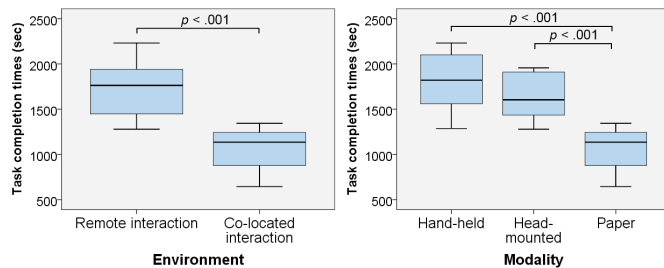 Task completion times (sec)
2500
2000
1500
1000
500
p < .001
Remote interaction
Co-located
interaction
Environment
Task completion times (sec)
2500
2000
1500
1000
500
p < .001
p < .001
Hand-held
Head-
mounted
Paper
Modality